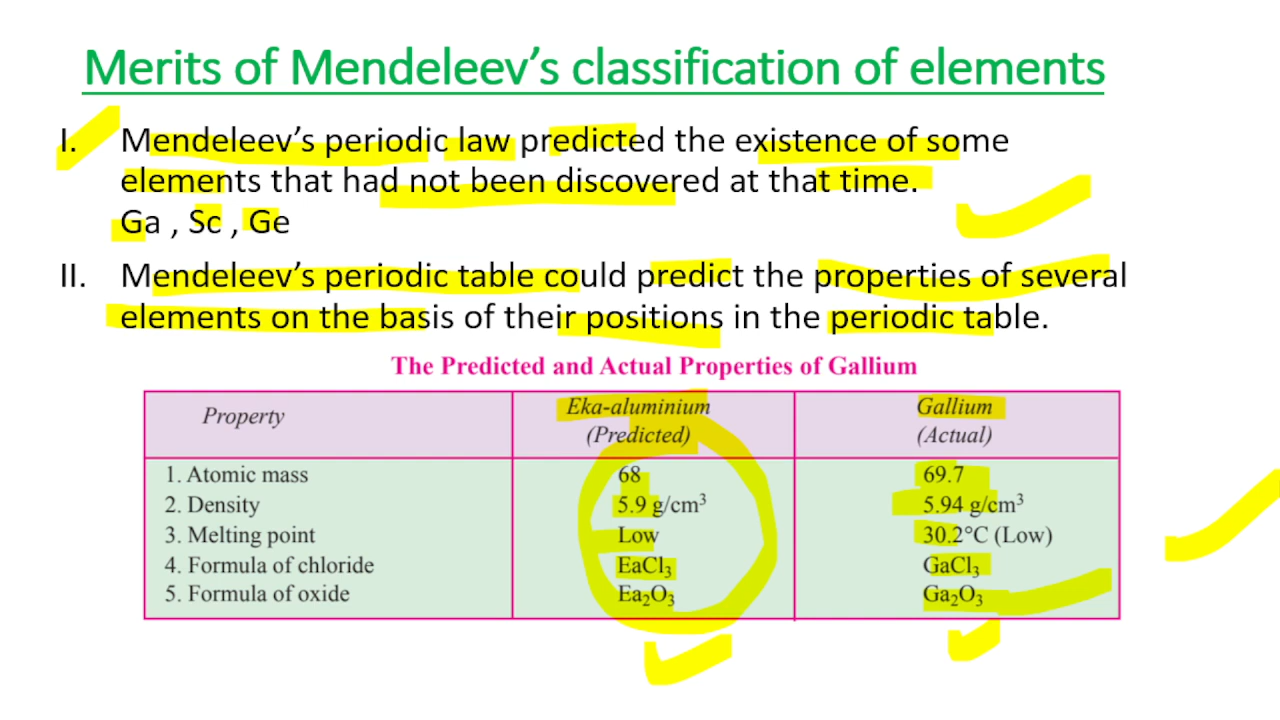 Merits of Mendeleev’s classification of elements
I. Mendeleev’s periodic law predicted the existence of some
elements that had not been discovered at that time.
Ga , Sc , Ge
II. Mendeleev’s periodic table could predict the properties of several
elements on the basis of their positions in the periodic table.
The Predicted and Actual Properties of Gallium
Property Eka-aluminium (Predicted) Gallium (Actual)
1. Atomic mass 68 69.7
2. Density 5.9 g/cm³ 5.94 g/cm³
3. Melting point Low 30.2°C (Low)
4. Formula of chloride EaCl₃ GaCl₃
5. Formula of oxide Ea₂O₃ Ga₂O₃